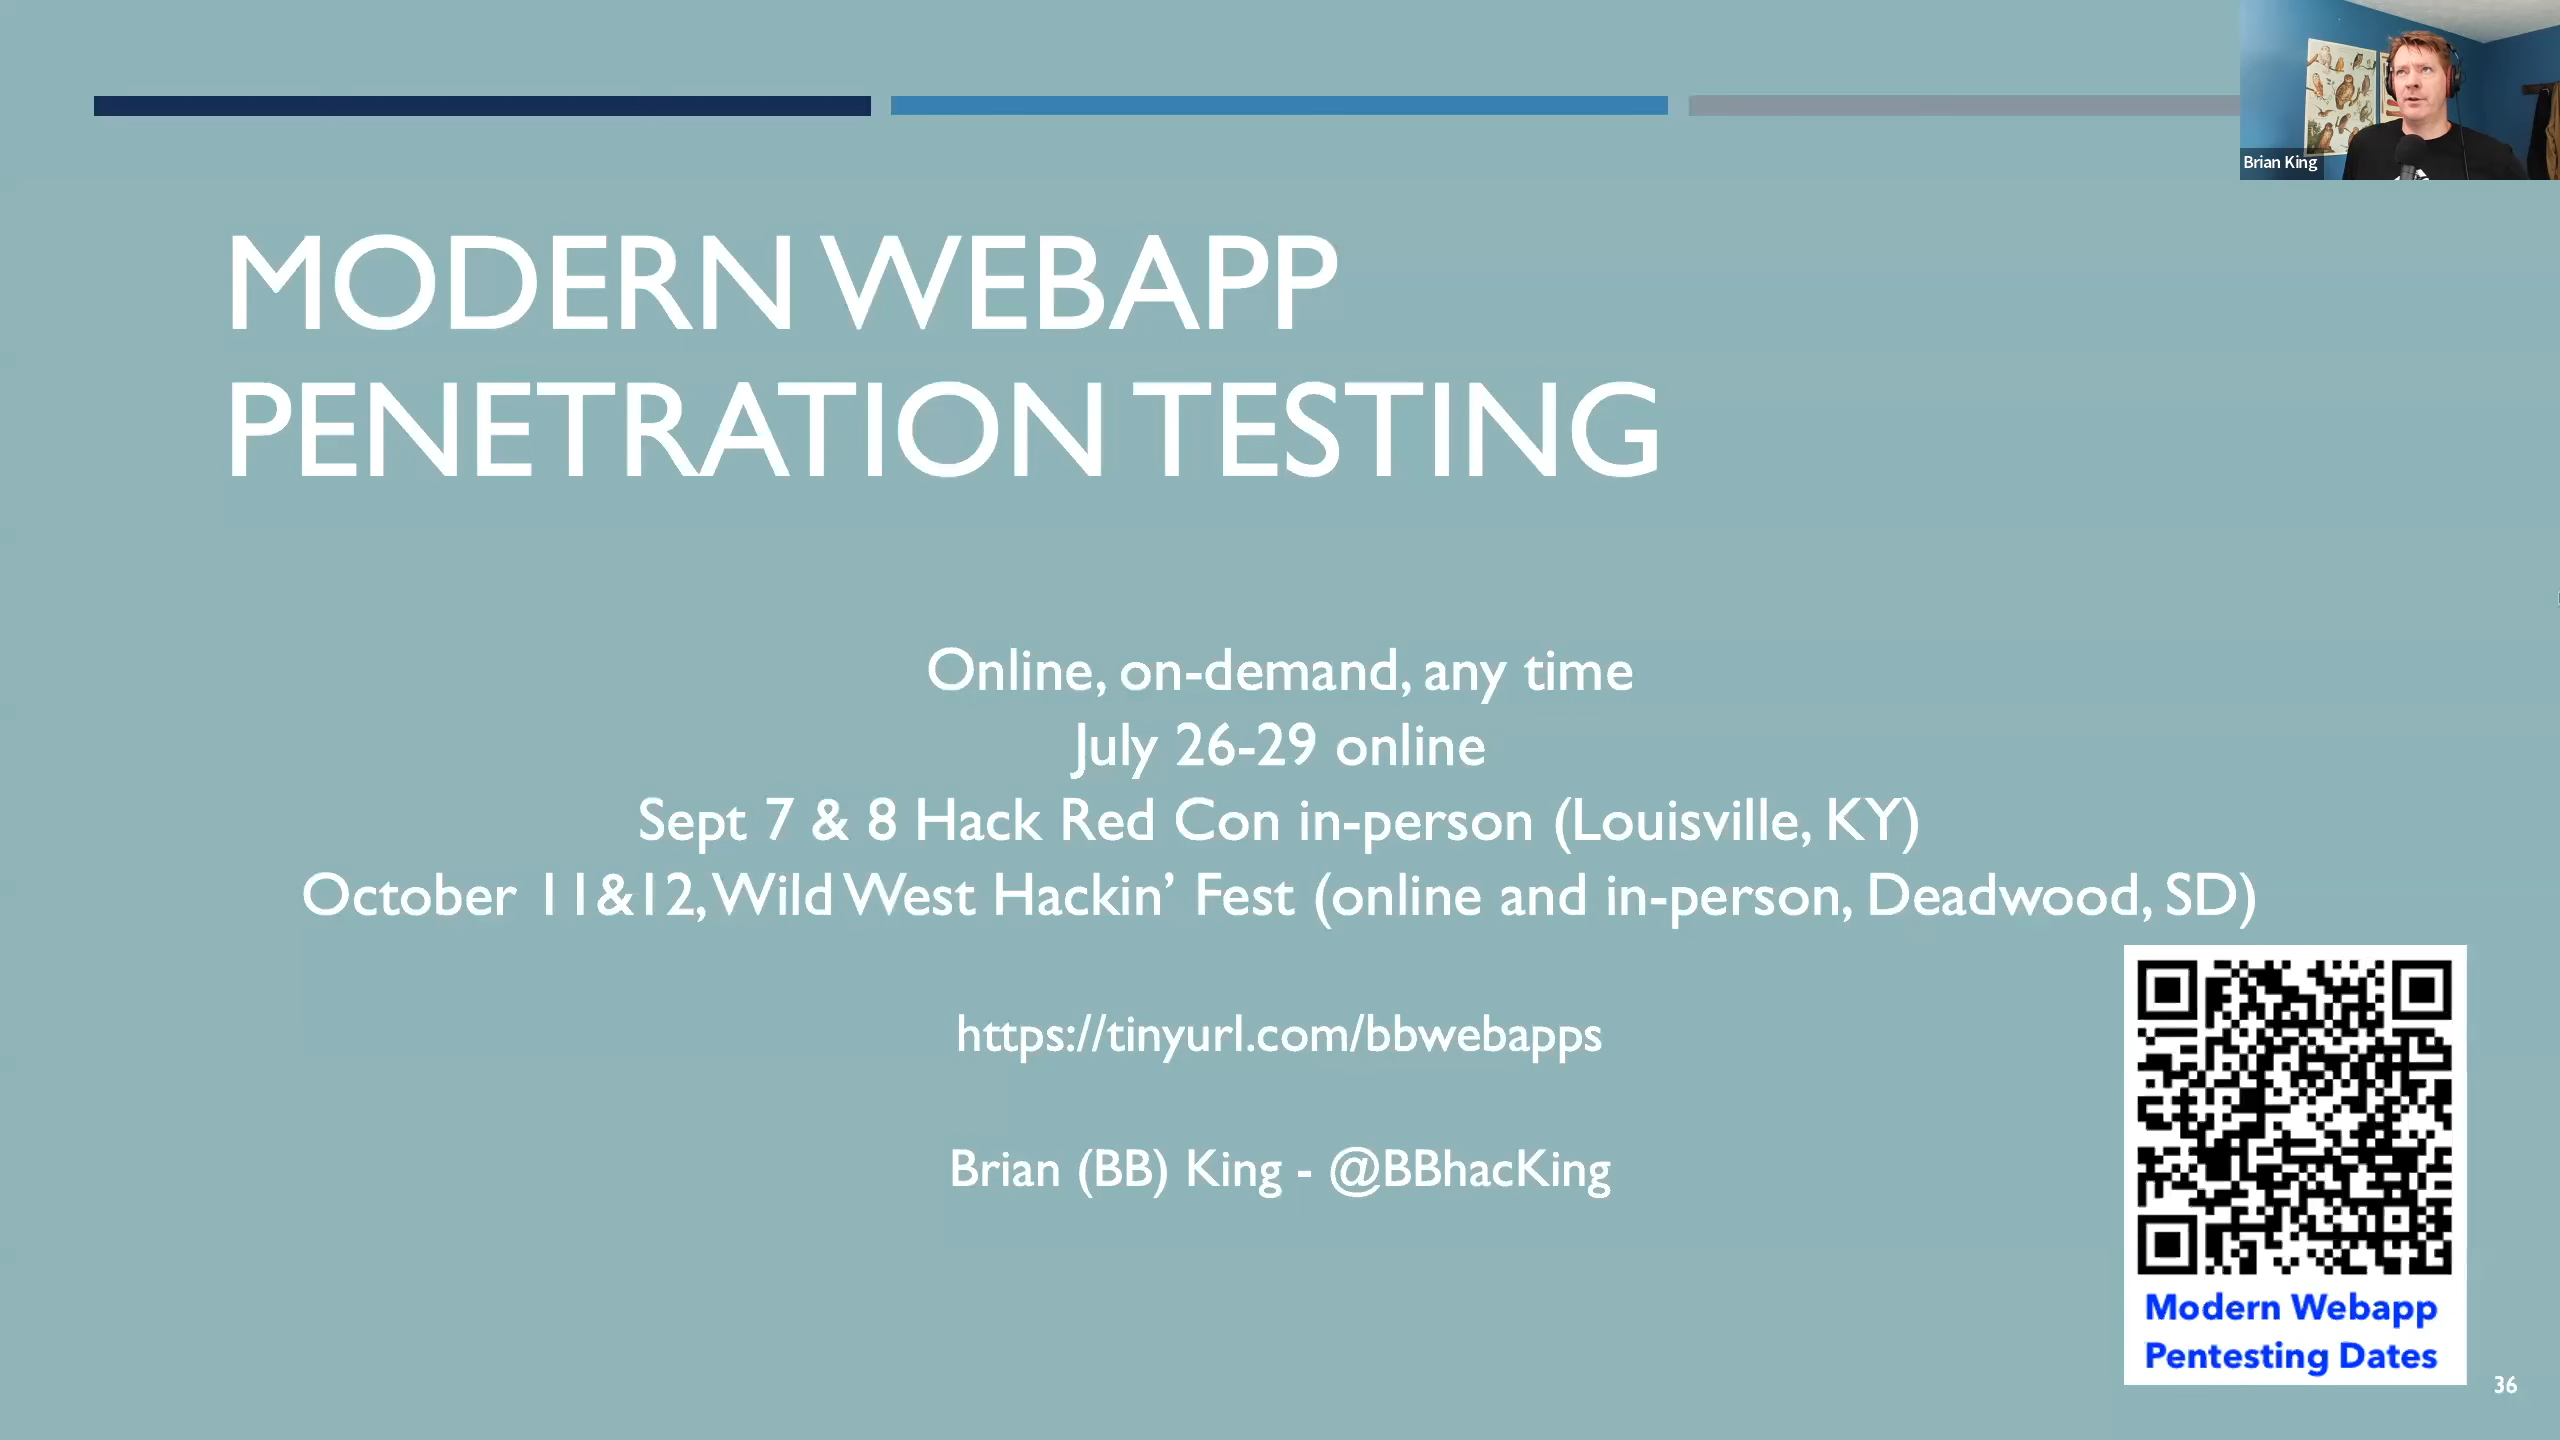 Brian King
MODERN WEBAPP
PENETRATION TESTING
Online, on-demand, any time
July 26-29 online
Sept 7 & 8 Hack Red Con in-person (Louisville, KY)
October 11&12, Wild West Hackin’ Fest (online and in-person, Deadwood, SD)
https://tinyurl.com/bbwebapps
Brian (BB) King - @BBhacKing
Modern Webapp
Pentesting Dates
36